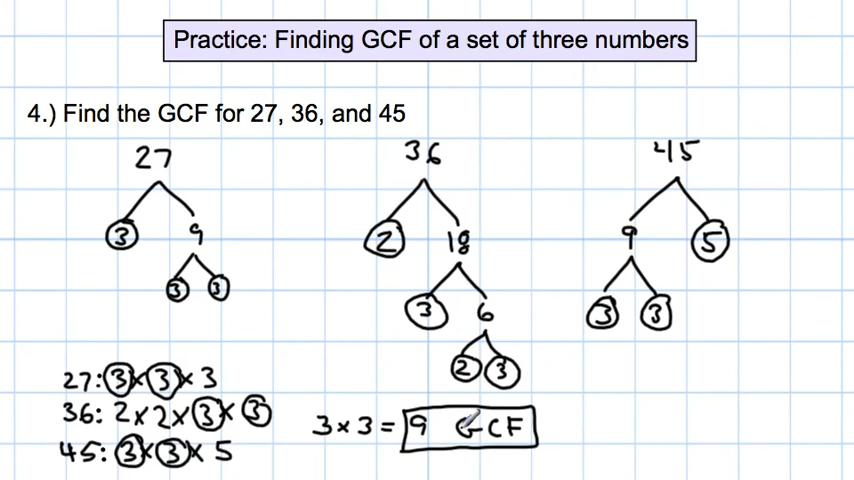 Practice: Finding GCF of a set of three numbers
4.) Find the GCF for 27, 36, and 45
27 36 45
3 9 2 18 9 5
3 3 3 6 3 3
2 3
27: 3 x 3 x 3
36: 2 x 2 x 3 x 3
45: 3 x 3 x 5
3 x 3 = 9 GCF